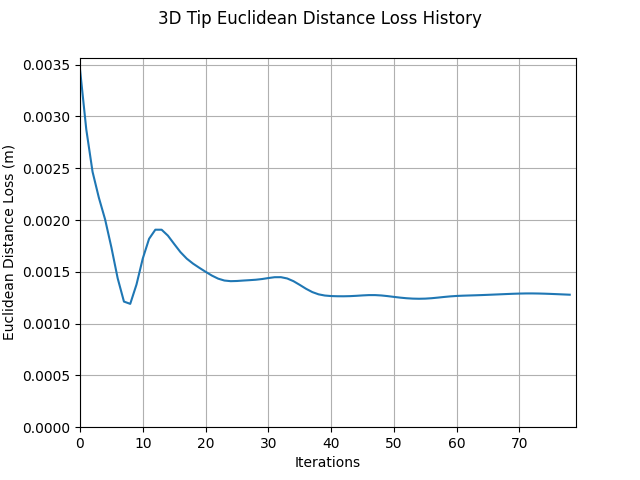 3D Tip Euclidean Distance Loss History
Euclidean Distance Loss (m)
0.0035
0.0030
0.0025
0.0020
0.0015
0.0010
0.0005
0.0000
0 10 20 30 40 50 60 70
Iterations